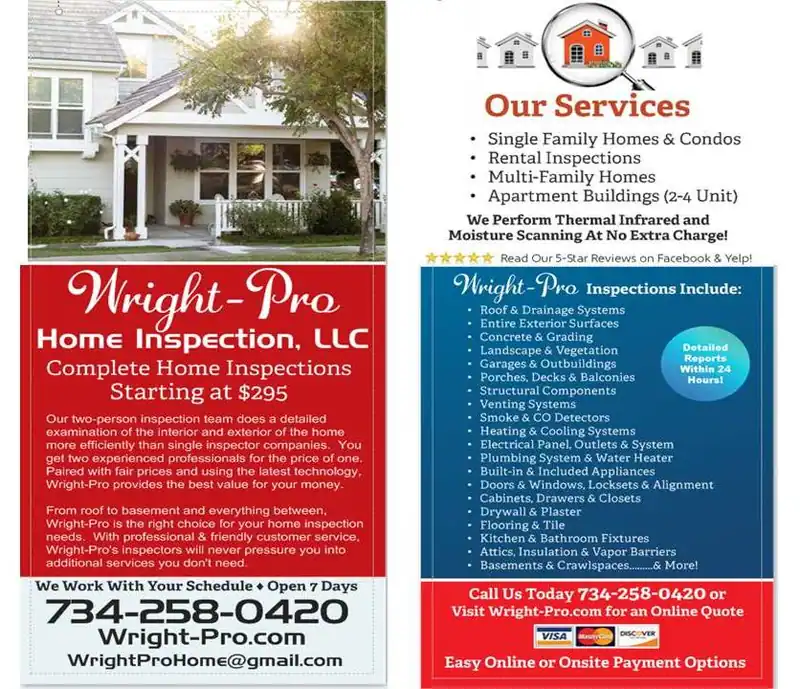 Wright-Pro
Home Inspection, LLC
Complete Home Inspections
Starting at $295
Our two-person inspection team does a detailed
examination of the interior and exterior of the home
more efficiently than single inspector companies. You
get two experienced professionals for the price of one.
Paired with fair prices and using the latest technology,
Wright-Pro provides the best value for your money.
From roof to basement and everything between,
Wright-Pro is the right choice for your home inspection
needs. With professional & friendly customer service,
Wright-Pro's inspectors will never pressure you into
additional services you don't need.
We Work With Your Schedule ♦ Open 7 Days
734-258-0420
Wright-Pro.com
WrightProHome@gmail.com
Our Services
• Single Family Homes & Condos
• Rental Inspections
• Multi-Family Homes
• Apartment Buildings (2-4 Unit)
We Perform Thermal Infrared and
Moisture Scanning At No Extra Charge!
Read Our 5-Star Reviews on Facebook & Yelp!
Wright-Pro Inspections Include:
• Roof & Drainage Systems
• Entire Exterior Surfaces
• Concrete & Grading
• Landscape & Vegetation
• Garages & Outbuildings
• Porches, Decks & Balconies
• Structural Components
• Venting Systems
• Smoke & CO Detectors
• Heating & Cooling Systems
• Electrical Panel, Outlets & System
• Plumbing System & Water Heater
• Built-in & Included Appliances
• Doors & Windows, Locksets & Alignment
• Cabinets, Drawers & Closets
• Drywall & Plaster
• Flooring & Tile
• Kitchen & Bathroom Fixtures
• Attics, Insulation & Vapor Barriers
• Basements & Crawlspaces.........& More!
Detailed
Reports
Within 24
Hours!
Call Us Today 734-258-0420 or
Visit Wright-Pro.com for an Online Quote
VISA MasterCard DISCOVER
Easy Online or Onsite Payment Options